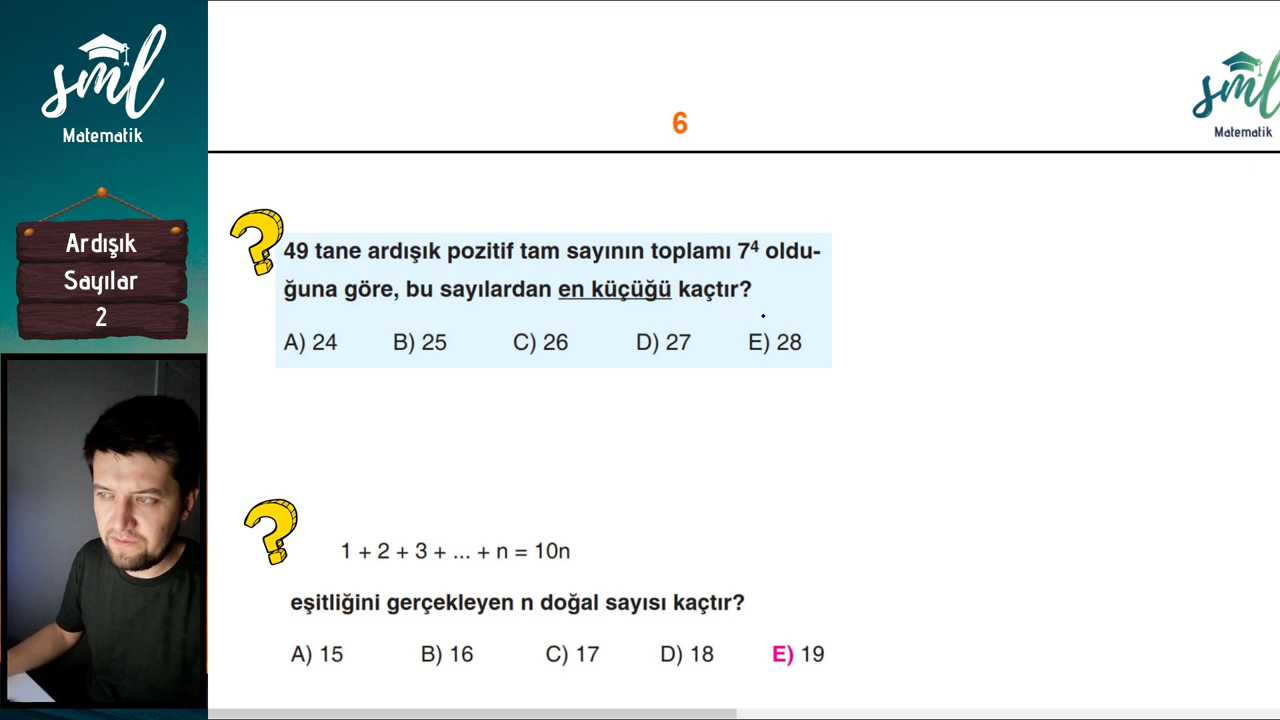 sml
Matematik
Ardışık
Sayılar
2
6
sml
Matematik
49 tane ardışık pozitif tam sayının toplamı 7⁴ oldu-
ğuna göre, bu sayılardan en küçüğü kaçtır?
A) 24 B) 25 C) 26 D) 27 E) 28
1 + 2 + 3 + ... + n = 10n
eşitliğini gerçekleyen n doğal sayısı kaçtır?
A) 15 B) 16 C) 17 D) 18 E) 19